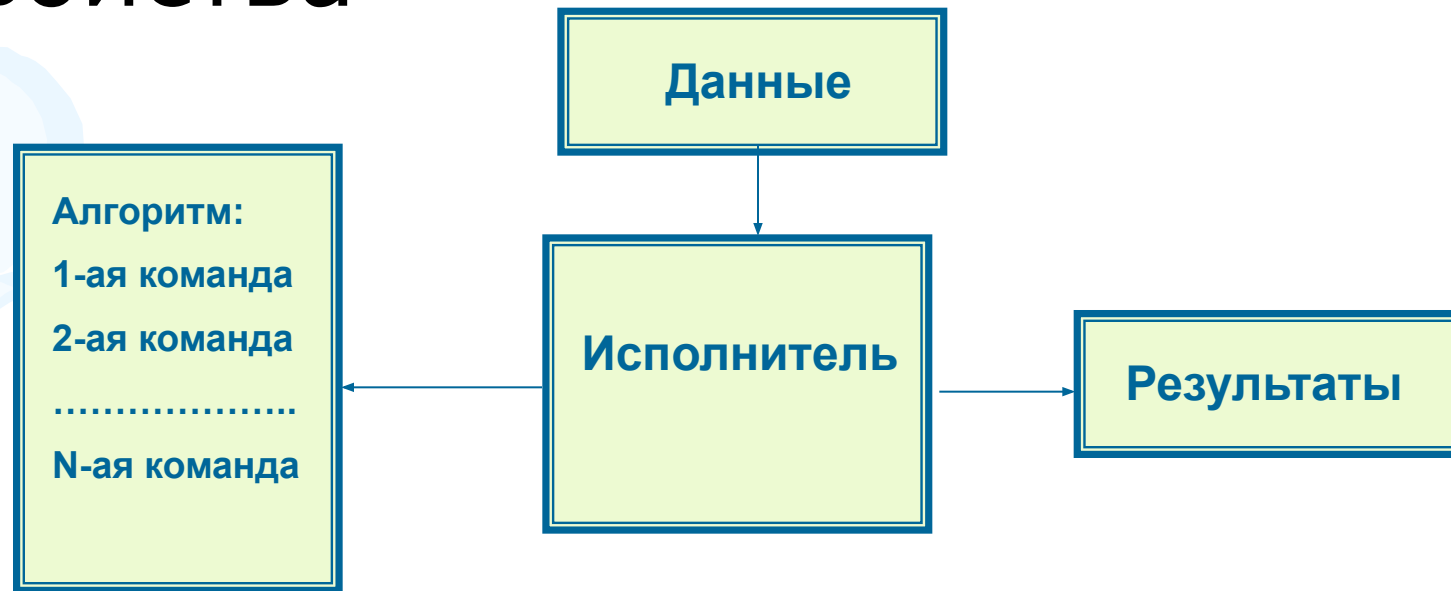 Данные
Алгоритм:
1-ая команда
2-ая команда
………………..
N-ая команда
Исполнитель
Результаты